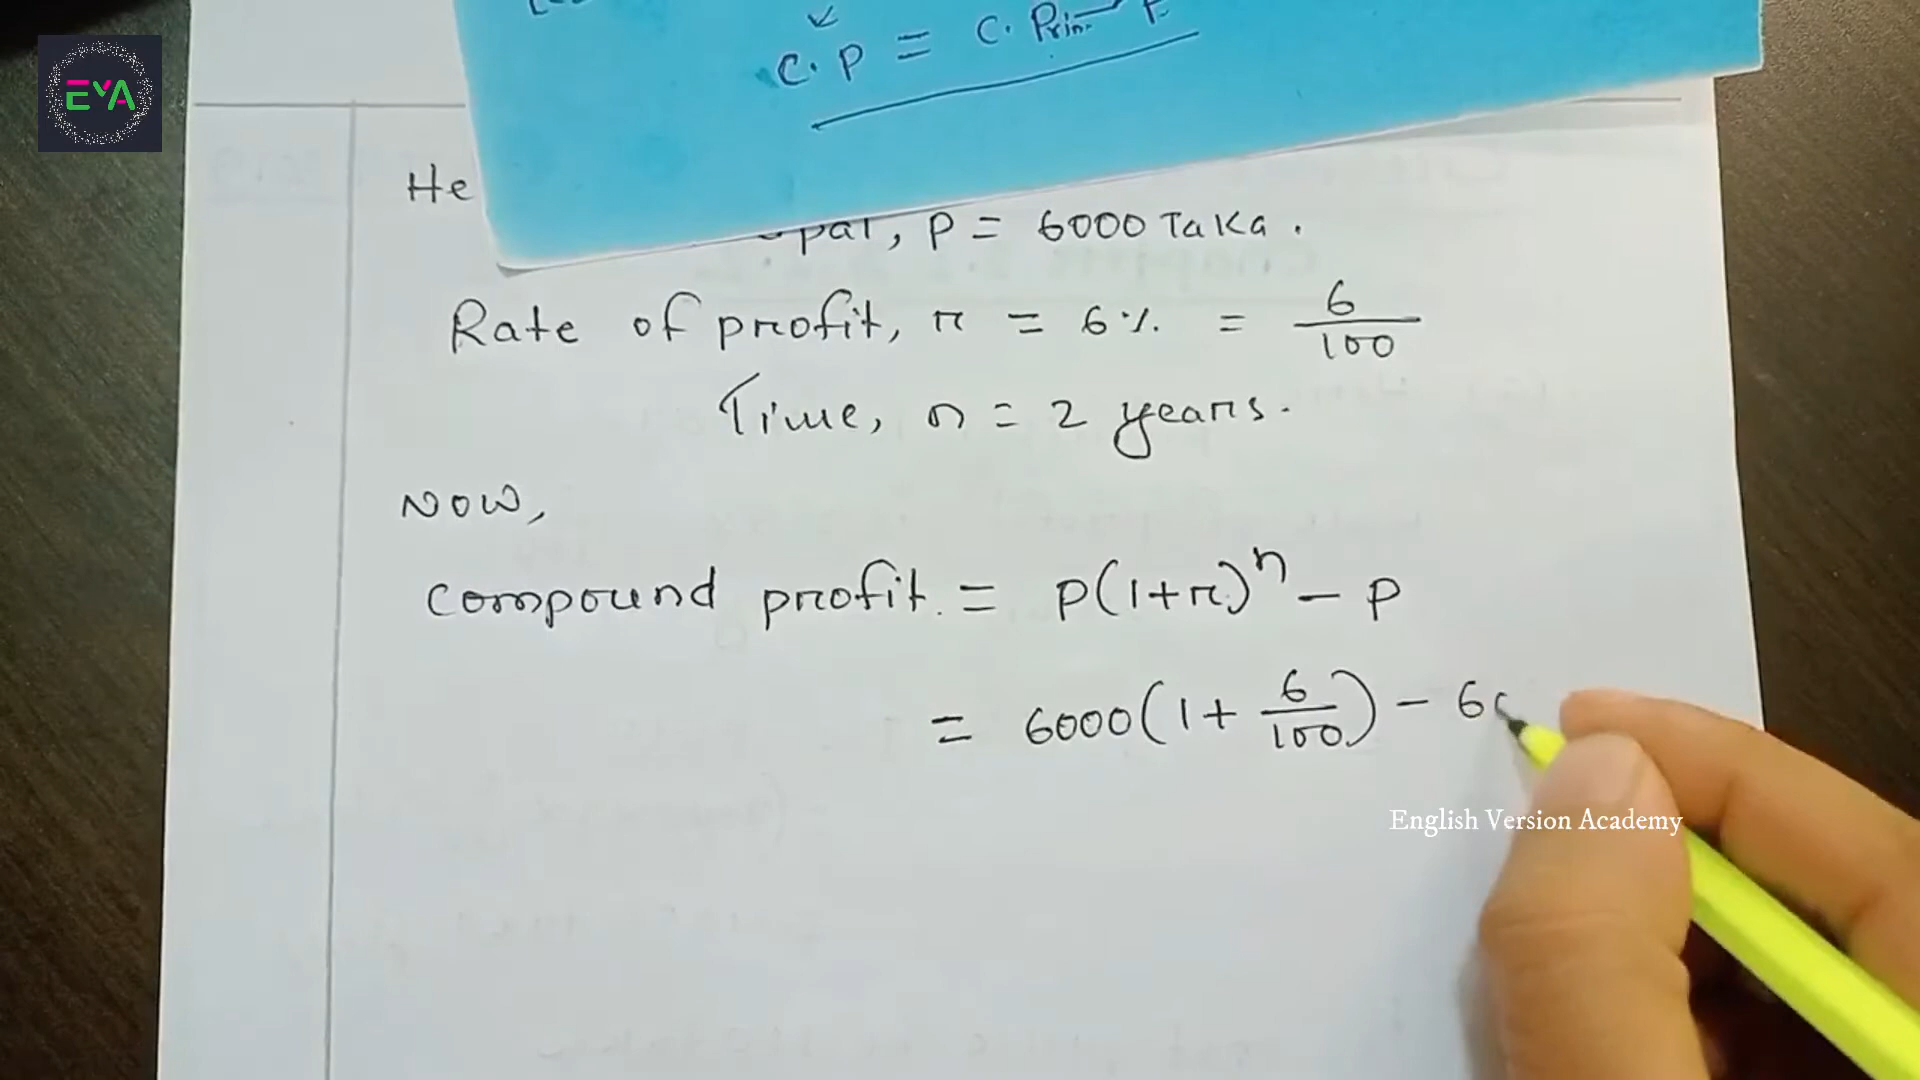 EYA
C.P = C. Prin
He
pal, P = 6000 Taka.
Rate of profit, r = 6% = 6/100
Time, n = 2 years.
Now,
compound profit. = P(1+r)^n - P
= 6000(1+ 6/100) - 60
English Version Academy